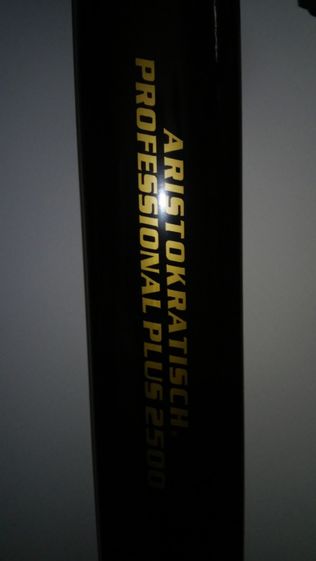 ARISTOKRATISCH.
PROFESSIONAL PLUS 2500